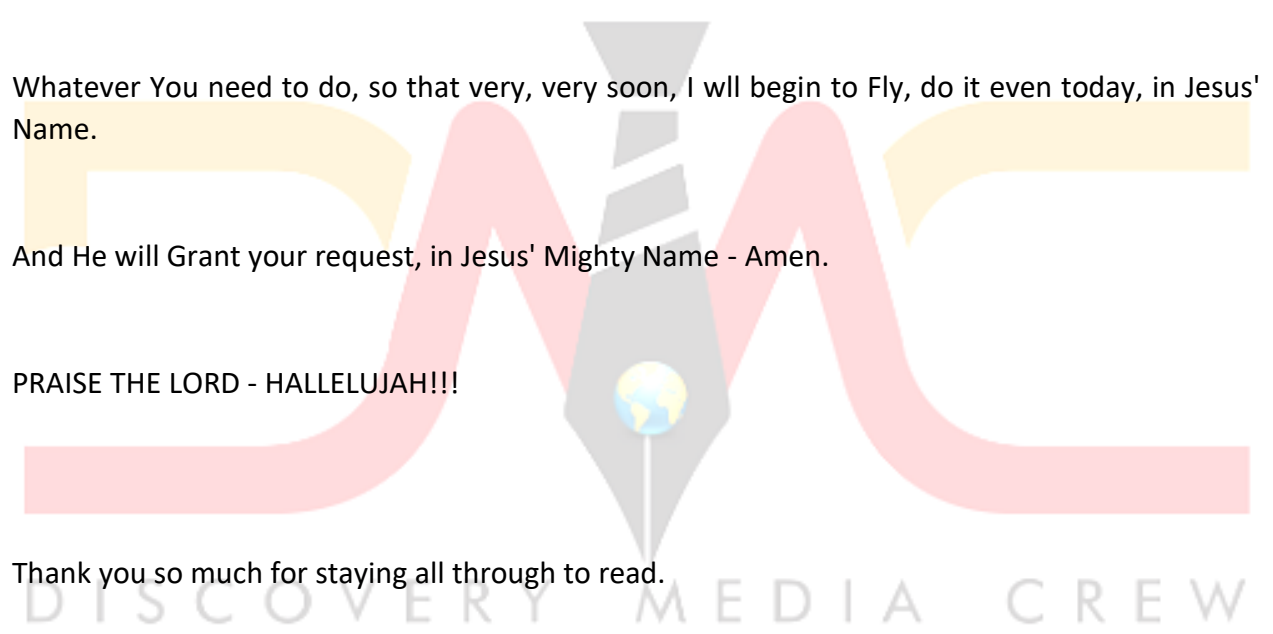 Whatever You need to do, so that very, very soon, I wll begin to Fly, do it even today, in Jesus'
Name.
And He will Grant your request, in Jesus' Mighty Name - Amen.
PRAISE THE LORD - HALLELUJAH!!!
Thank you so much for staying all through to read.
DMC
DISCOVERY MEDIA CREW